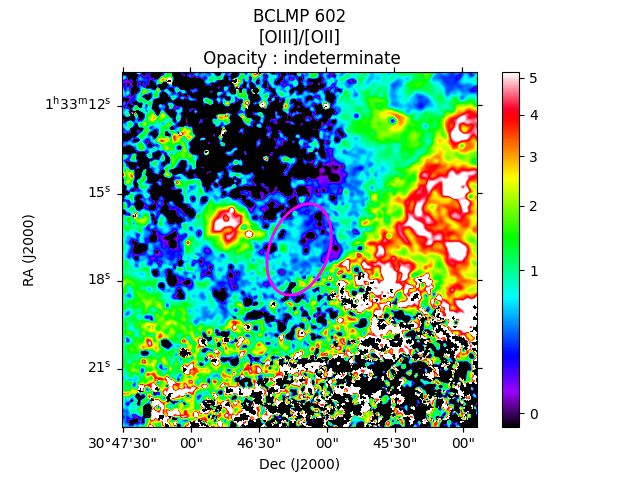 BCLMP 602
[OIII]/[OII]
Opacity : indeterminate
1h33m12s
15s
18s
21s
RA (J2000)
30°47'30" 00" 46'30" 00" 45'30" 00"
Dec (J2000)
5
4
3
2
1
0